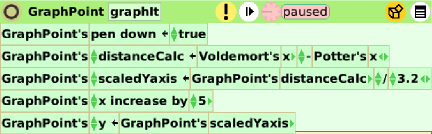 GraphPoint graphIt ! paused
GraphPoint's pen down ← true
GraphPoint's distanceCalc ← Voldemort's x - Potter's x
GraphPoint's scaledYaxis ← GraphPoint's distanceCalc / 3.2
GraphPoint's x increase by 5
GraphPoint's y ← GraphPoint's scaledYaxis